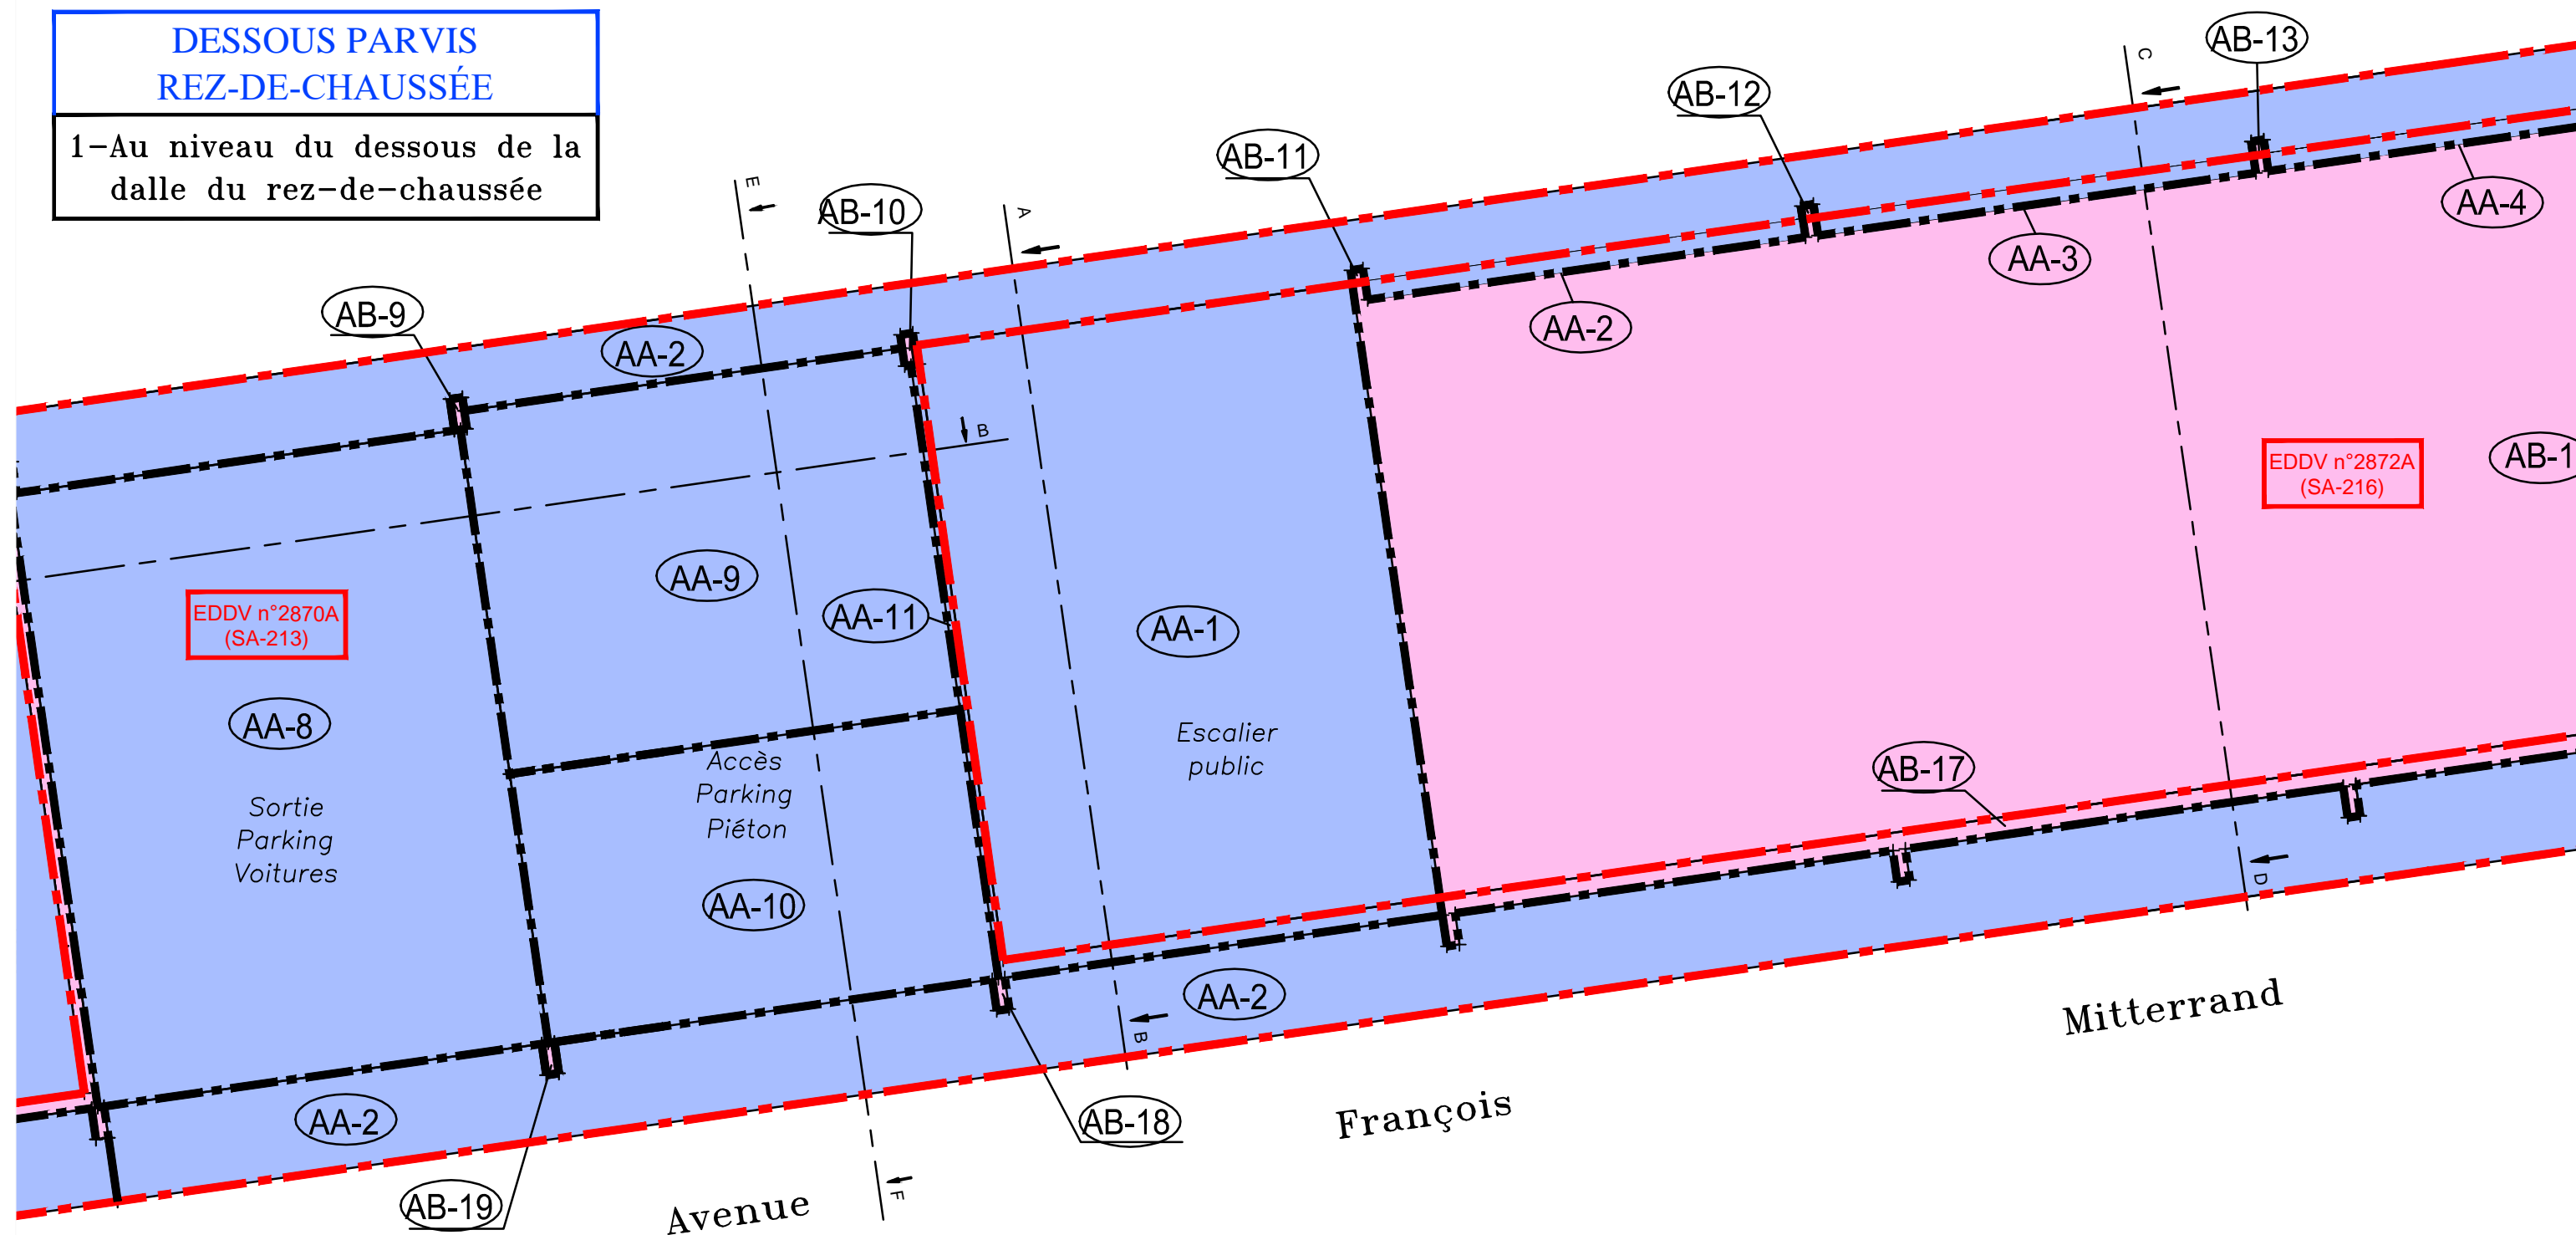 DESSOUS PARVIS
REZ-DE-CHAUSSÉE
1-Au niveau du dessous de la
dalle du rez-de-chaussée
AB-13
C
AB-12
AB-11
E
AB-10
A
AA-4
AA-3
AB-9
AA-2
AA-2
B
EDDV n°2872A
(SA-216)
AB-1
AA-9
EDDV n°2870A
(SA-213)
AA-11
AA-1
AA-8
Escalier
public
Accès
Parking
Piéton
AB-17
Sortie
Parking
Voitures
AA-10
D
AA-2
Mitterrand
B
AA-2
AB-18
François
F
AB-19
Avenue